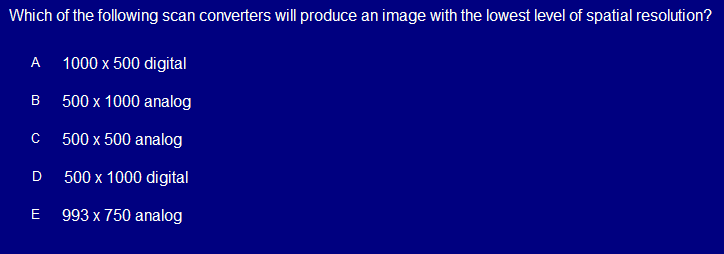 Which of the following scan converters will produce an image with the lowest level of spatial resolution?
A 1000 x 500 digital
B 500 x 1000 analog
C 500 x 500 analog
D 500 x 1000 digital
E 993 x 750 analog